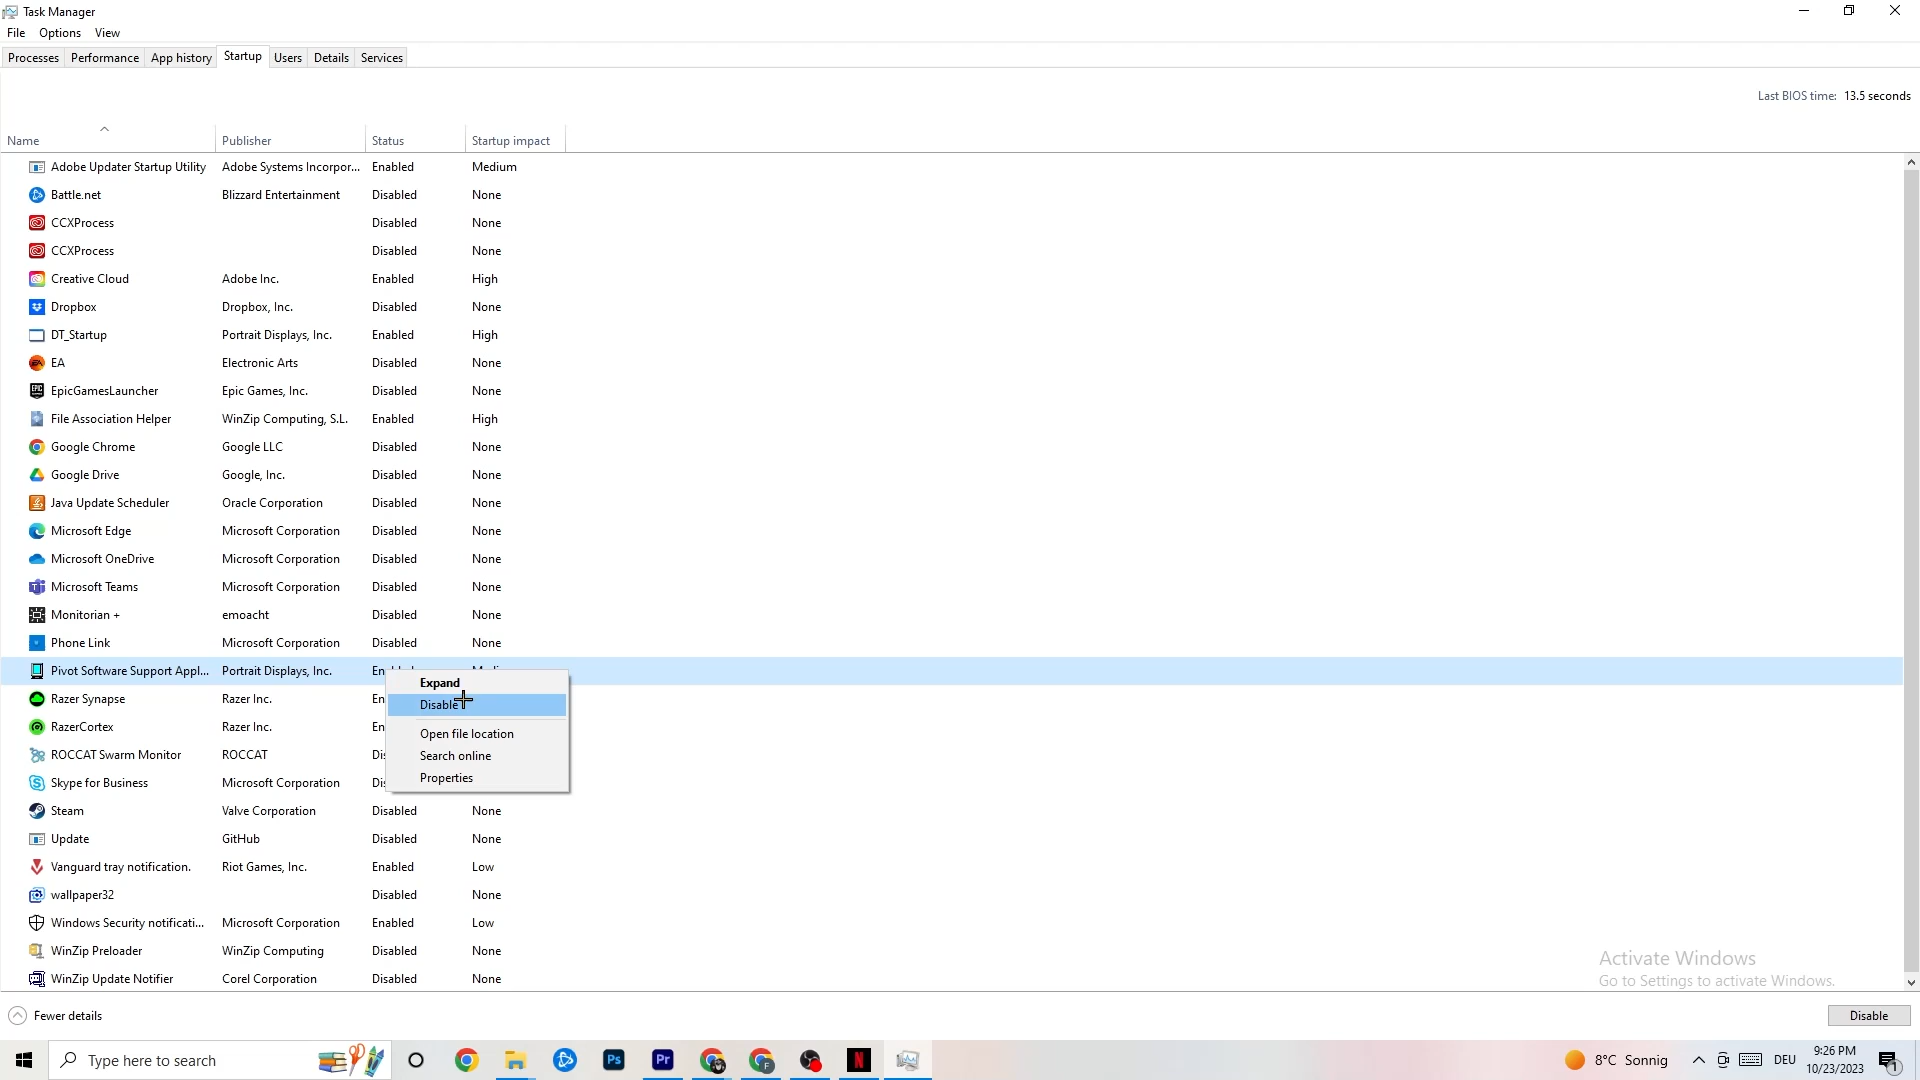 Task Manager
File Options View
Processes Performance App history Startup Users Details Services
Last BIOS time: 13.5 seconds
Name Publisher Status Startup impact
Adobe Updater Startup Utility Adobe Systems Incorpor... Enabled Medium
Battle.net Blizzard Entertainment Disabled None
CCXProcess Disabled None
CCXProcess Disabled None
Creative Cloud Adobe Inc. Enabled High
Dropbox Dropbox, Inc. Disabled None
DT_Startup Portrait Displays, Inc. Enabled High
EA Electronic Arts Disabled None
EpicGamesLauncher Epic Games, Inc. Disabled None
File Association Helper WinZip Computing, S.L. Enabled High
Google Chrome Google LLC Disabled None
Google Drive Google, Inc. Disabled None
Java Update Scheduler Oracle Corporation Disabled None
Microsoft Edge Microsoft Corporation Disabled None
Microsoft OneDrive Microsoft Corporation Disabled None
Microsoft Teams Microsoft Corporation Disabled None
Monitorian + emoacht Disabled None
Phone Link Microsoft Corporation Disabled None
Pivot Software Support Appl... Portrait Displays, Inc.
Expand
Razer Synapse Razer Inc. En
Disable
RazerCortex Razer Inc. En
Open file location
ROCCAT Swarm Monitor ROCCAT Dis
Search online
Skype for Business Microsoft Corporation Dis
Properties
Steam Valve Corporation Disabled None
Update GitHub Disabled None
Vanguard tray notification. Riot Games, Inc. Enabled Low
wallpaper32 Disabled None
Windows Security notificati... Microsoft Corporation Enabled Low
WinZip Preloader WinZip Computing Disabled None
WinZip Update Notifier Corel Corporation Disabled None
Activate Windows
Go to Settings to activate Windows.
Fewer details Disable
Type here to search Ps Pr F N 8°C Sonnig DEU 9:26 PM
10/23/2023 1